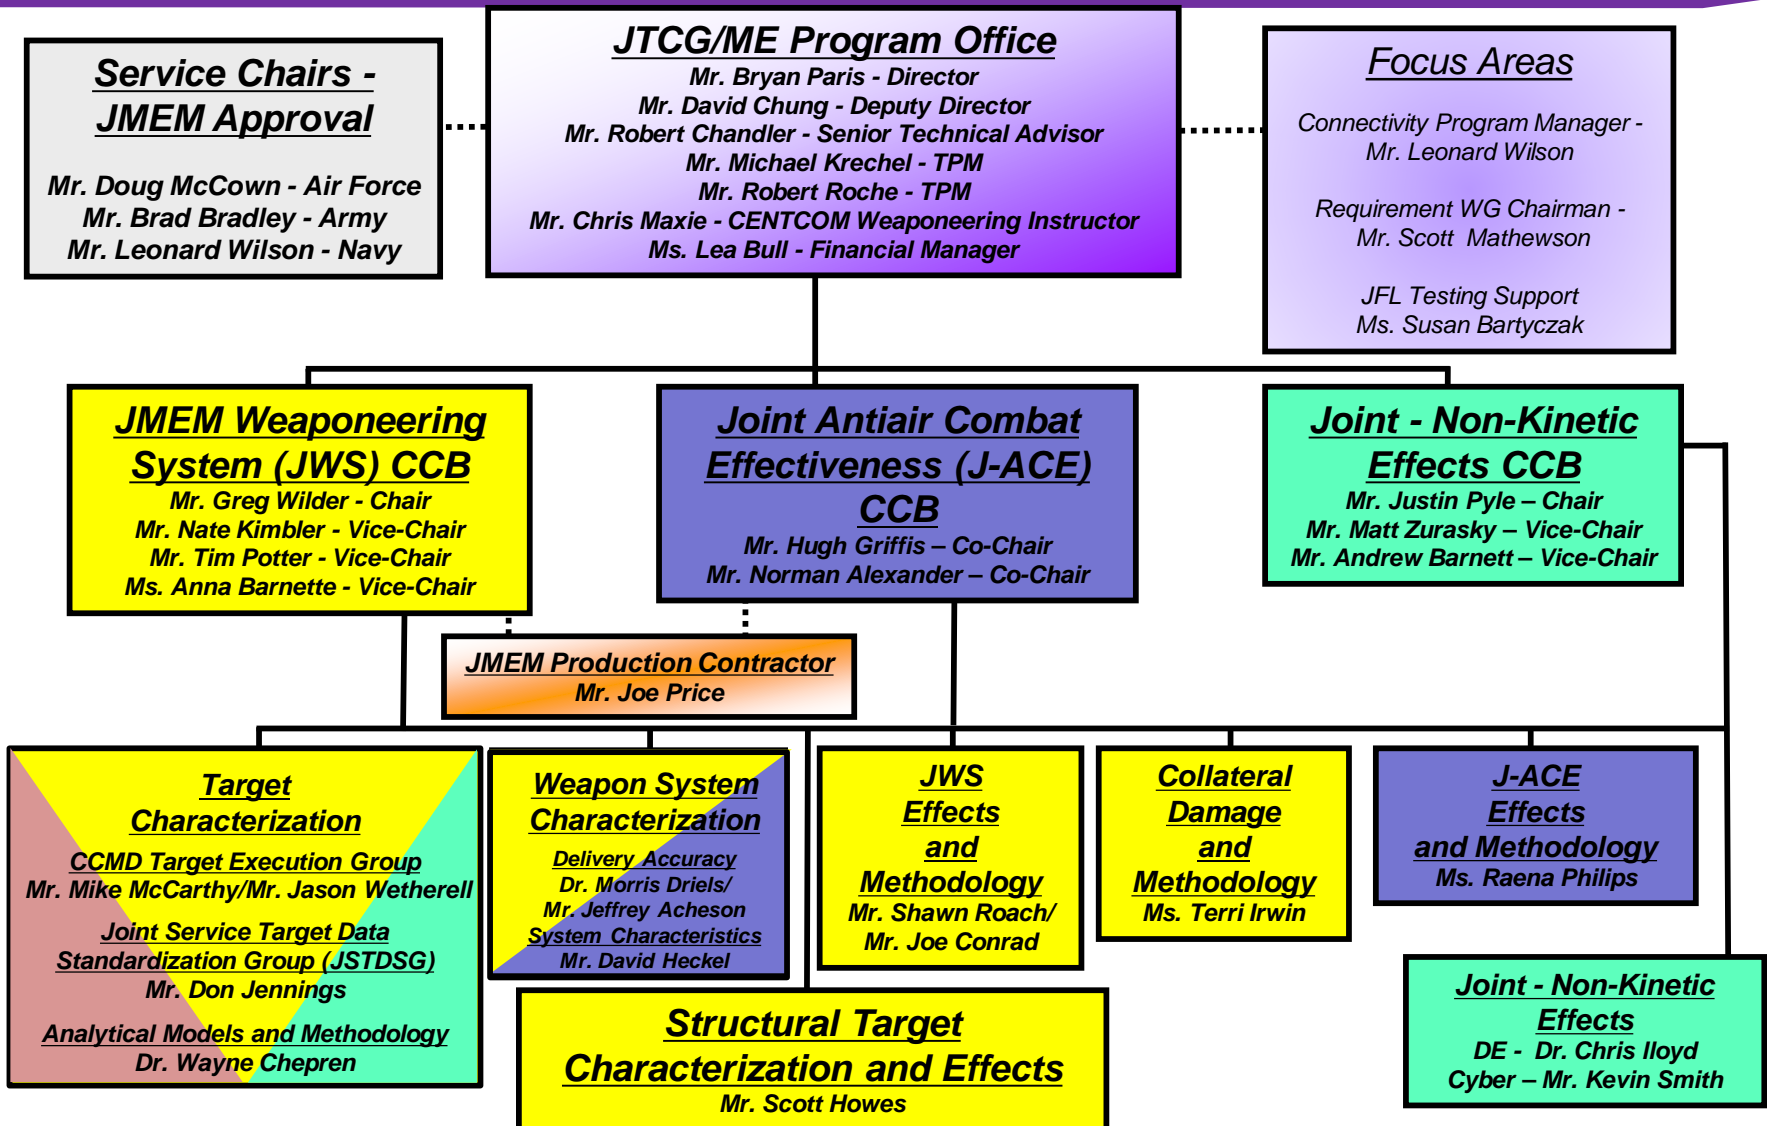 Service Chairs -
JMEM Approval
Mr. Doug McCown - Air Force
Mr. Brad Bradley - Army
Mr. Leonard Wilson - Navy
JTCG/ME Program Office
Mr. Bryan Paris - Director
Mr. David Chung - Deputy Director
Mr. Robert Chandler - Senior Technical Advisor
Mr. Michael Krechel - TPM
Mr. Robert Roche - TPM
Mr. Chris Maxie - CENTCOM Weaponeering Instructor
Ms. Lea Bull - Financial Manager
Focus Areas
Connectivity Program Manager -
Mr. Leonard Wilson
Requirement WG Chairman -
Mr. Scott Mathewson
JFL Testing Support
Ms. Susan Bartyczak
JMEM Weaponeering
System (JWS) CCB
Mr. Greg Wilder - Chair
Mr. Nate Kimbler - Vice-Chair
Mr. Tim Potter - Vice-Chair
Ms. Anna Barnette - Vice-Chair
Joint Antiair Combat
Effectiveness (J-ACE)
CCB
Mr. Hugh Griffis – Co-Chair
Mr. Norman Alexander – Co-Chair
Joint - Non-Kinetic
Effects CCB
Mr. Justin Pyle – Chair
Mr. Matt Zurasky – Vice-Chair
Mr. Andrew Barnett – Vice-Chair
JMEM Production Contractor
Mr. Joe Price
Target
Characterization
CCMD Target Execution Group
Mr. Mike McCarthy/Mr. Jason Wetherell
Joint Service Target Data
Standardization Group (JSTDSG)
Mr. Don Jennings
Analytical Models and Methodology
Dr. Wayne Chepren
Weapon System
Characterization
Delivery Accuracy
Dr. Morris Driels/
Mr. Jeffrey Acheson
System Characteristics
Mr. David Heckel
JWS
Effects
and
Methodology
Mr. Shawn Roach/
Mr. Joe Conrad
Collateral
Damage
and
Methodology
Ms. Terri Irwin
J-ACE
Effects
and Methodology
Ms. Raena Philips
Structural Target
Characterization and Effects
Mr. Scott Howes
Joint - Non-Kinetic
Effects
DE - Dr. Chris lloyd
Cyber – Mr. Kevin Smith